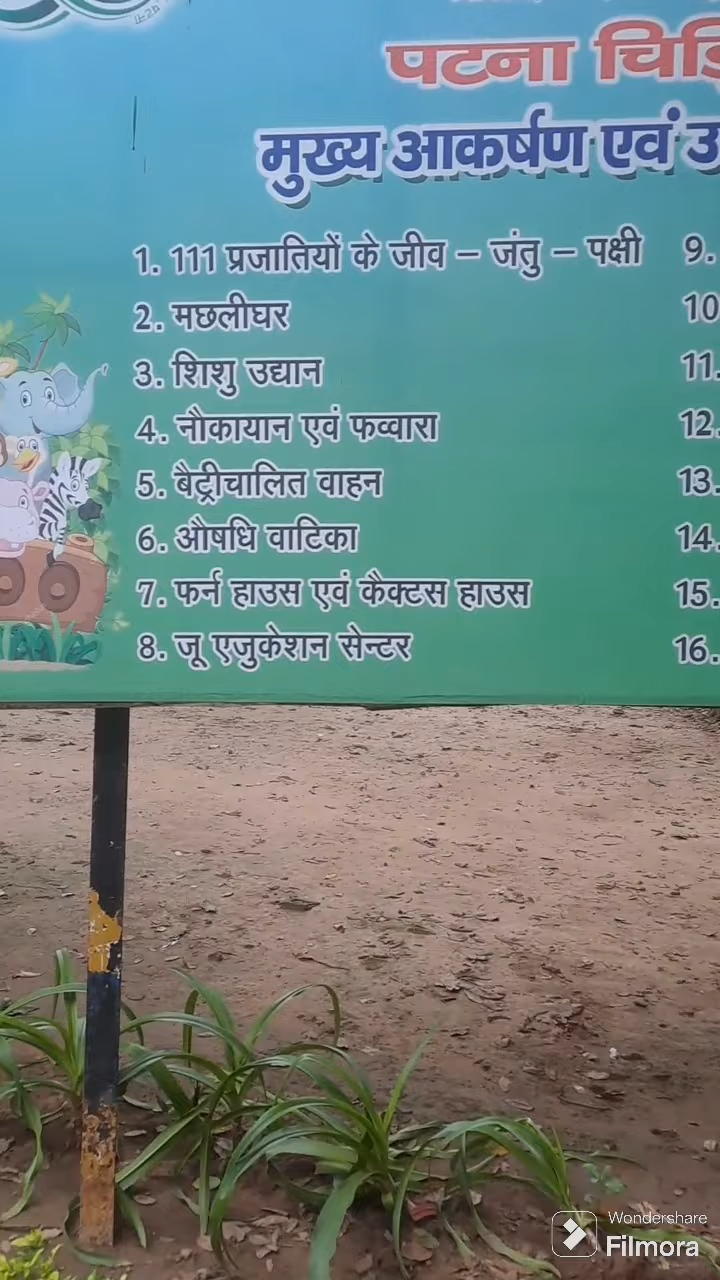 पटना
मुख्य आकर्षण एवं
1. 111 प्रजातियों के जीव – जंतु – पक्षी
2. मछलीघर
3. शिशु उद्यान
4. नौकायान एवं फव्वारा
5. बैट्रीचालित वाहन
6. औषधि वाटिका
7. फर्न हाउस एवं कैक्टस हाउस
8. जू एजुकेशन सेन्टर
9.
10
11.
12.
13.
14.
15.
16.
Wondershare
Filmora